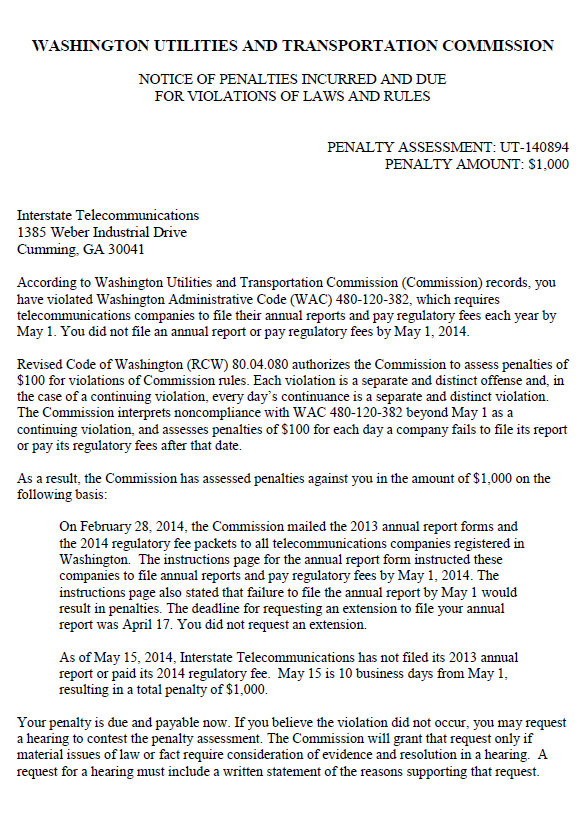 WASHINGTON UTILITIES AND TRANSPORTATION COMMISSION
NOTICE OF PENALTIES INCURRED AND DUE
FOR VIOLATIONS OF LAWS AND RULES
PENALTY ASSESSMENT: UT-140894
PENALTY AMOUNT: $1,000
Interstate Telecommunications
1385 Weber Industrial Drive
Cumming, GA 30041
According to Washington Utilities and Transportation Commission (Commission) records, you
have violated Washington Administrative Code (WAC) 480-120-382, which requires
telecommunications companies to file their annual reports and pay regulatory fees each year by
May 1. You did not file an annual report or pay regulatory fees by May 1, 2014.
Revised Code of Washington (RCW) 80.04.080 authorizes the Commission to assess penalties of
$100 for violations of Commission rules. Each violation is a separate and distinct offense and, in
the case of a continuing violation, every day's continuance is a separate and distinct violation.
The Commission interprets noncompliance with WAC 480-120-382 beyond May 1 as a
continuing violation, and assesses penalties of $100 for each day a company fails to file its report
or pay its regulatory fees after that date.
As a result, the Commission has assessed penalties against you in the amount of $1,000 on the
following basis:
On February 28, 2014, the Commission mailed the 2013 annual report forms and
the 2014 regulatory fee packets to all telecommunications companies registered in
Washington. The instructions page for the annual report form instructed these
companies to file annual reports and pay regulatory fees by May 1, 2014. The
instructions page also stated that failure to file the annual report by May 1 would
result in penalties. The deadline for requesting an extension to file your annual
report was April 17. You did not request an extension.
As of May 15, 2014, Interstate Telecommunications has not filed its 2013 annual
report or paid its 2014 regulatory fee. May 15 is 10 business days from May 1,
resulting in a total penalty of $1,000.
Your penalty is due and payable now. If you believe the violation did not occur, you may request
a hearing to contest the penalty assessment. The Commission will grant that request only if
material issues of law or fact require consideration of evidence and resolution in a hearing. A
request for a hearing must include a written statement of the reasons supporting that request.